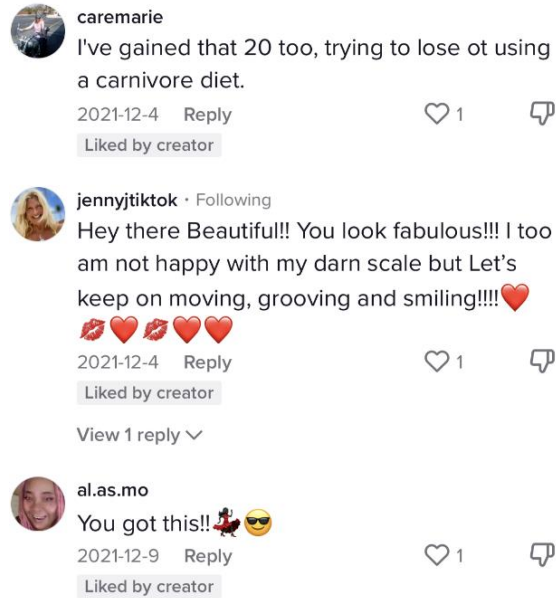 caremarie
I've gained that 20 too, trying to lose ot using
a carnivore diet.
2021-12-4 Reply 1
Liked by creator
jennyjtiktok · Following
Hey there Beautiful!! You look fabulous!!! I too
am not happy with my darn scale but Let's
keep on moving, grooving and smiling!!!!❤️
💋❤️💋❤️❤️
2021-12-4 Reply 1
Liked by creator
View 1 reply
al.as.mo
You got this!!💃😎
2021-12-9 Reply 1
Liked by creator